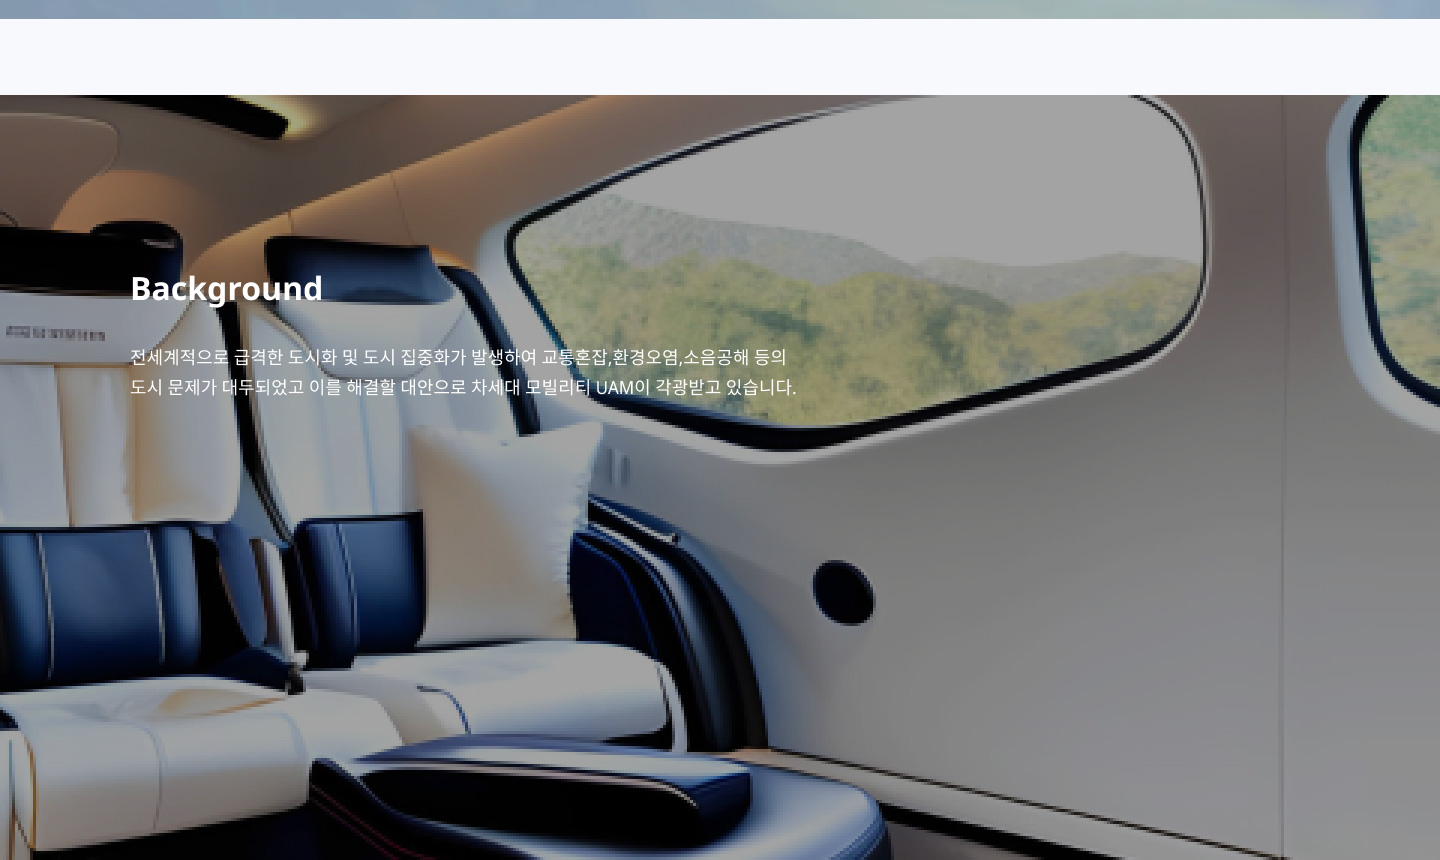 Background
전세계적으로 급격한 도시화 및 도시 집중화가 발생하여 교통혼잡,환경오염,소음공해 등의
도시 문제가 대두되었고 이를 해결할 대안으로 차세대 모빌리티 UAM이 각광받고 있습니다.